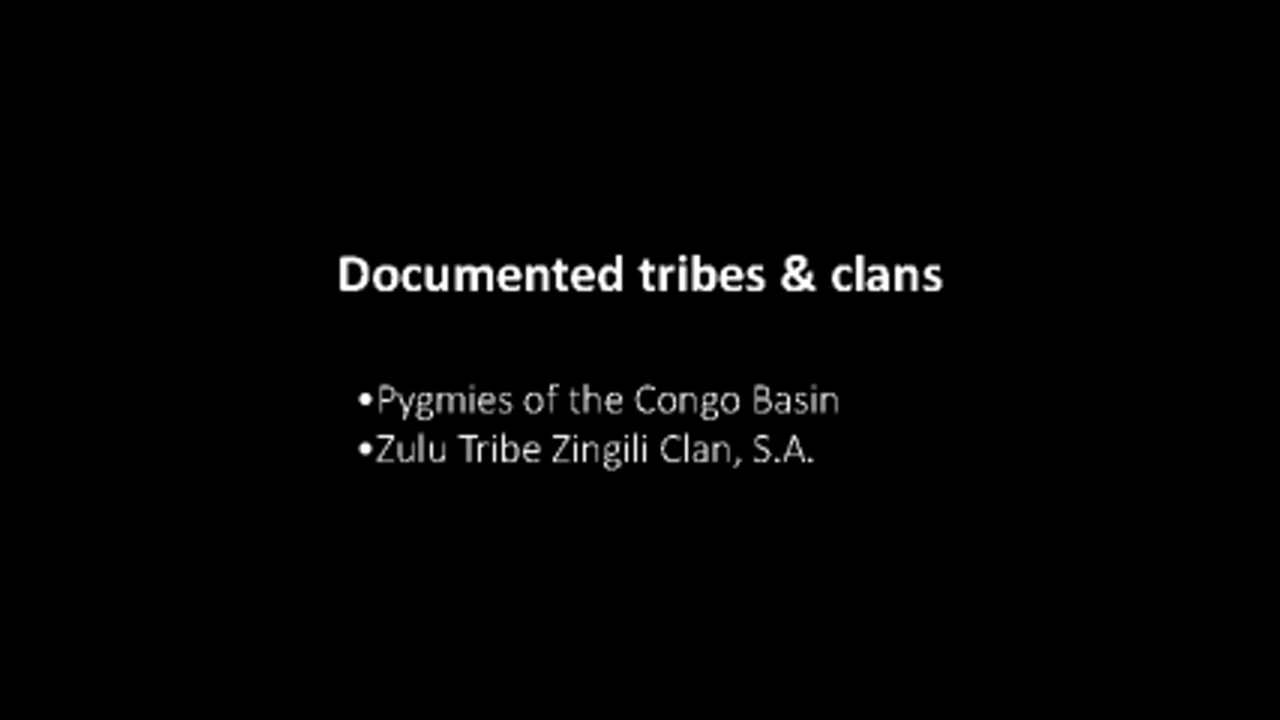 Documented tribes & clans
•Pygmies of the Congo Basin
•Zulu Tribe Zingili Clan, S.A.